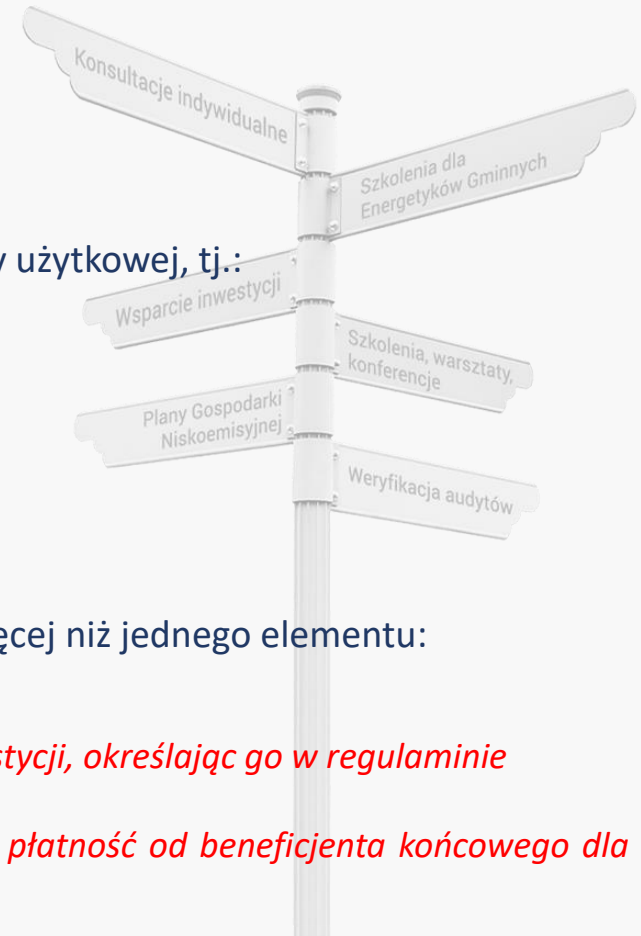 Konsultacje indywidualne
Szkolenia dla
Energetyków Gminnych
użytkowej, tj.:
Wsparcie inwestycji
Szkolenia, warsztaty,
konferencje
Plany Gospodarki
Niskoemisyjnej
Weryfikacja audytów
ęcej niż jednego elementu:
stycji, określając go w regulaminie
płatność od beneficjenta końcowego dla